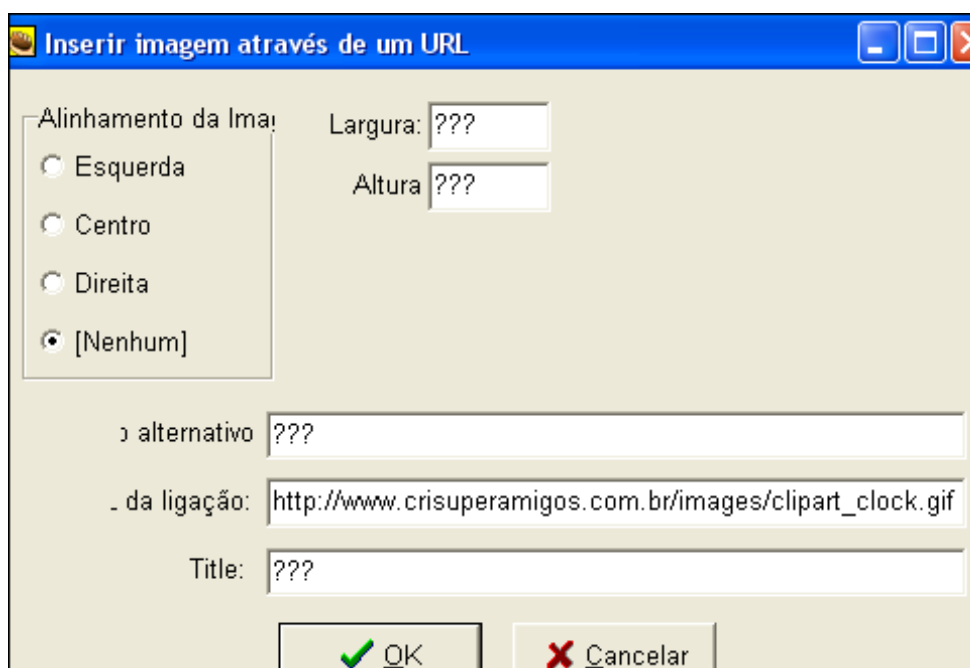 Inserir imagem através de um URL
Alinhamento da Ima
Largura: ???
Altura ???
Esquerda
Centro
Direita
[Nenhum]
alternativo ???
da ligação: http://www.crisuperamigos.com.br/images/clipart_clock.gif
Title: ???
OK Cancelar